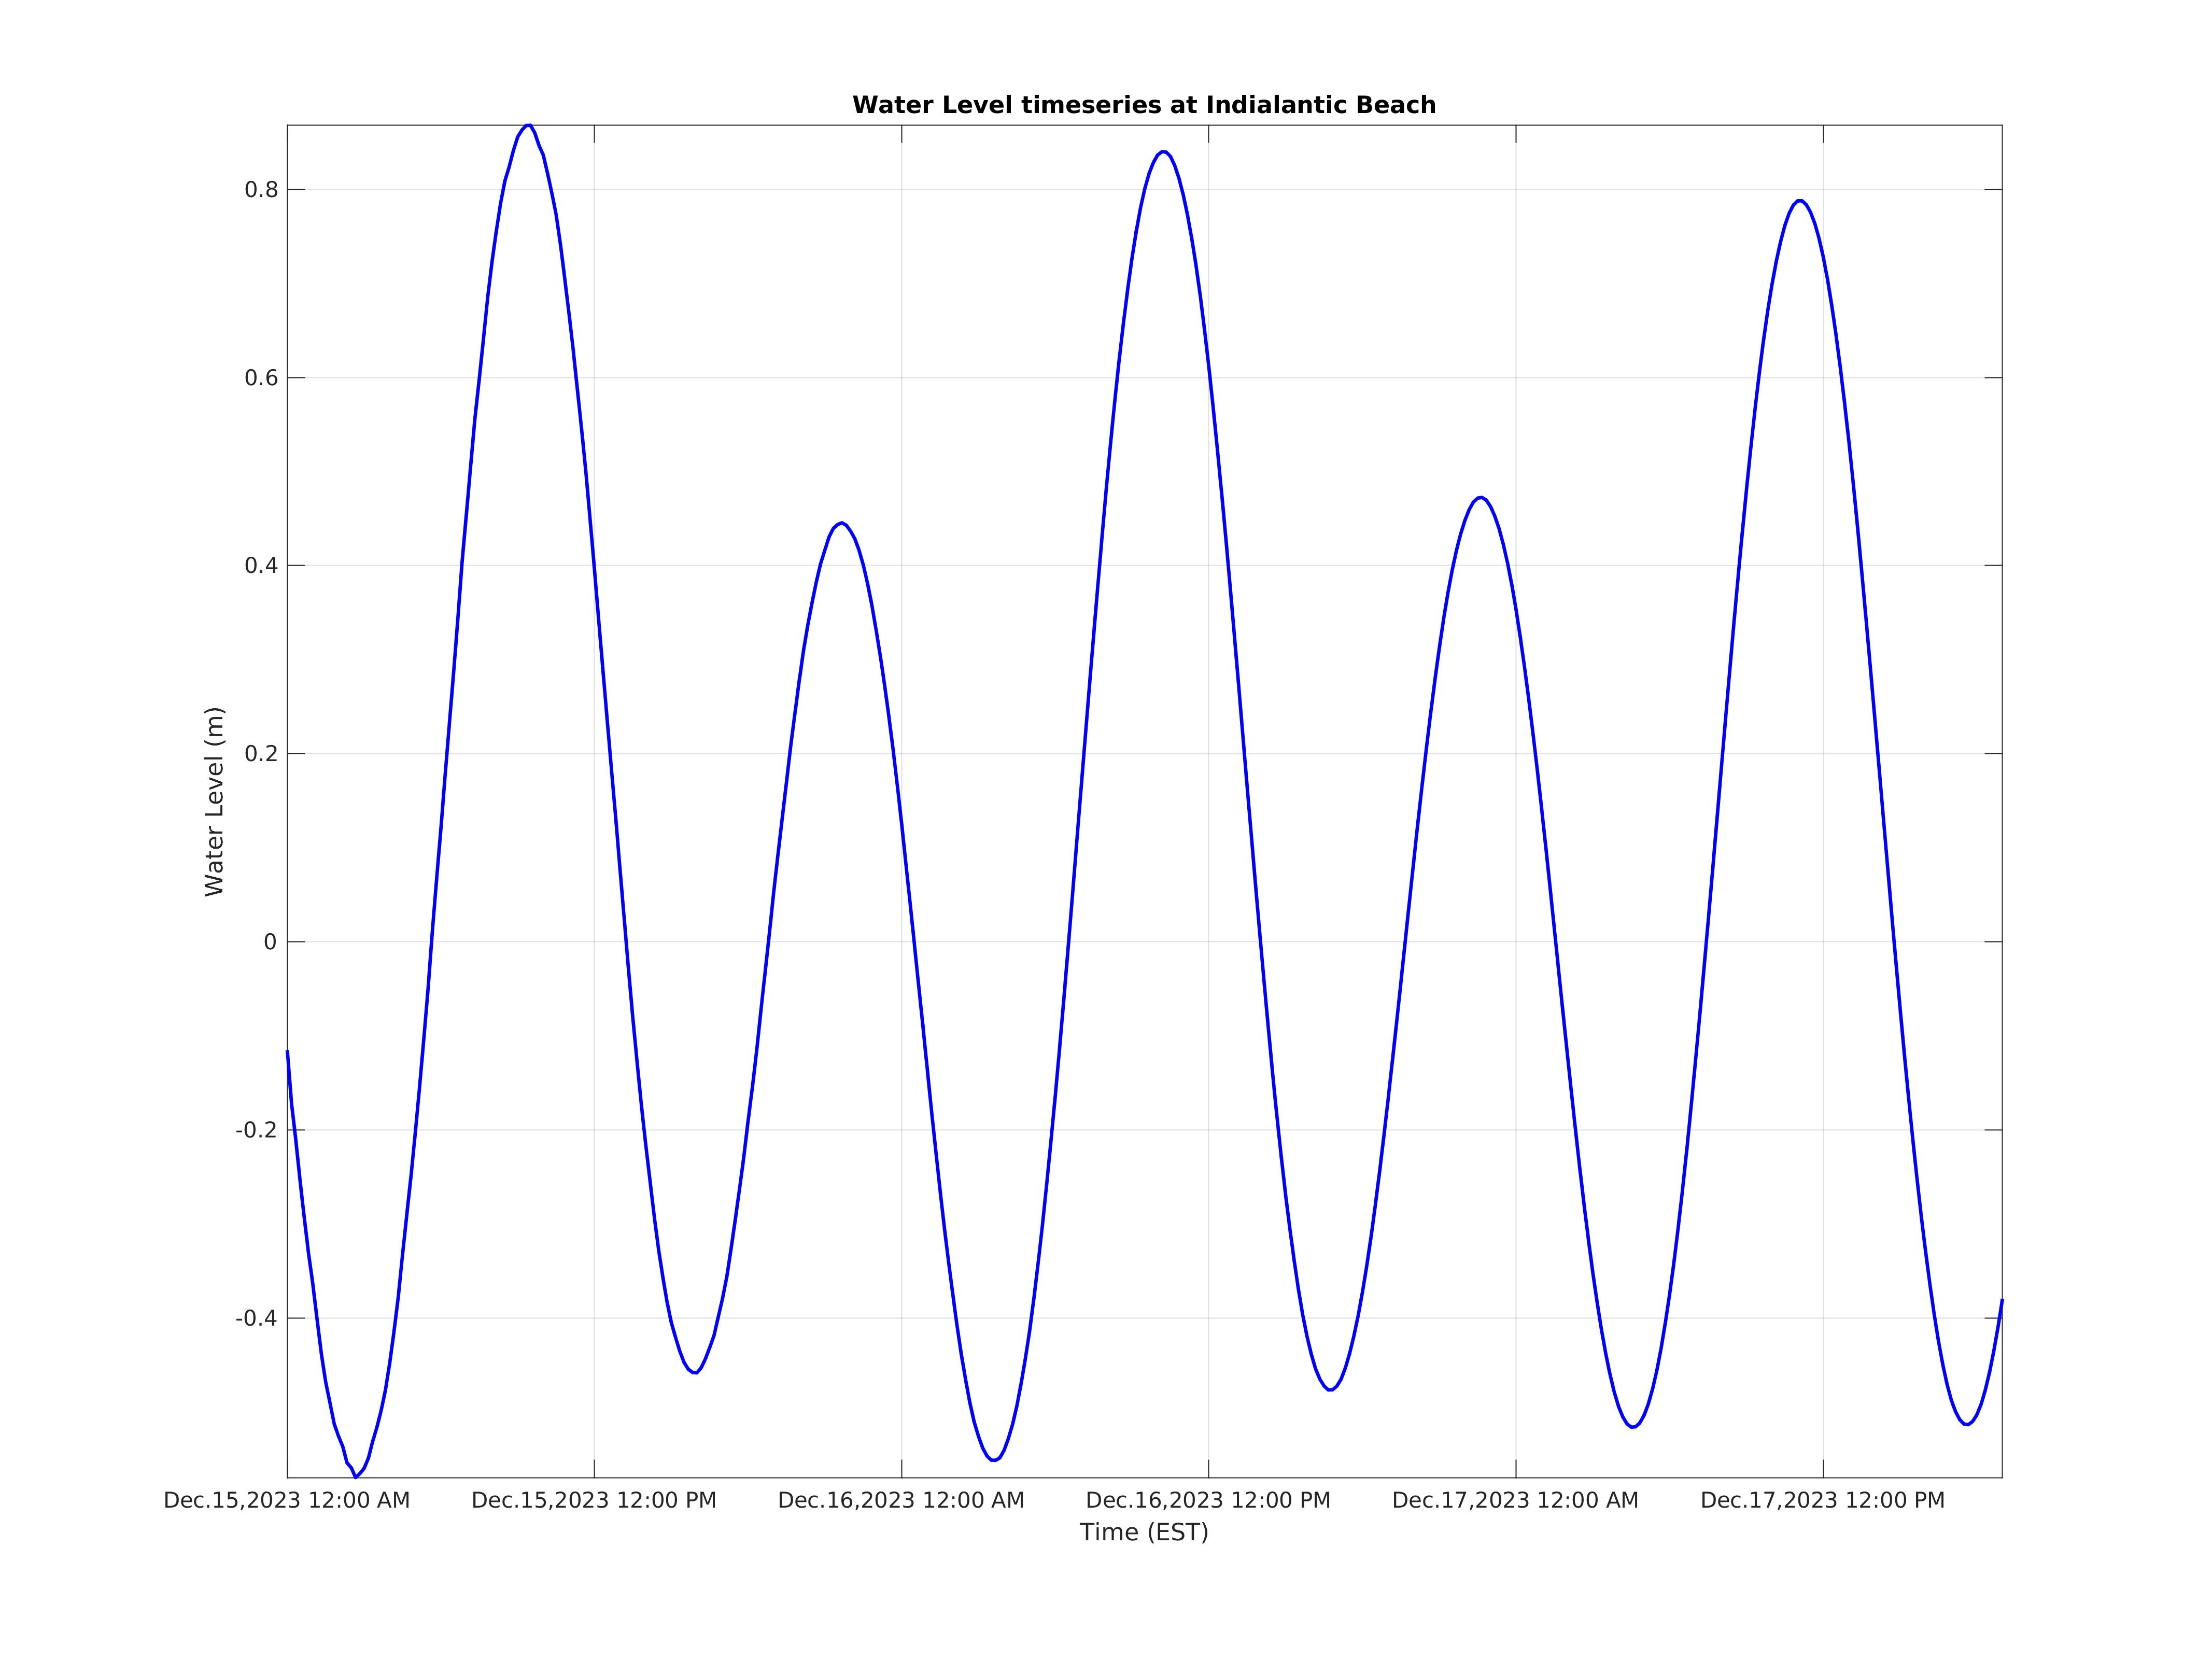 Water Level timeseries at Indialantic Beach
Water Level (m)
0.8
0.6
0.4
0.2
0
-0.2
-0.4
Dec.15,2023 12:00 AM
Dec.15,2023 12:00 PM
Dec.16,2023 12:00 AM
Dec.16,2023 12:00 PM
Dec.17,2023 12:00 AM
Dec.17,2023 12:00 PM
Time (EST)